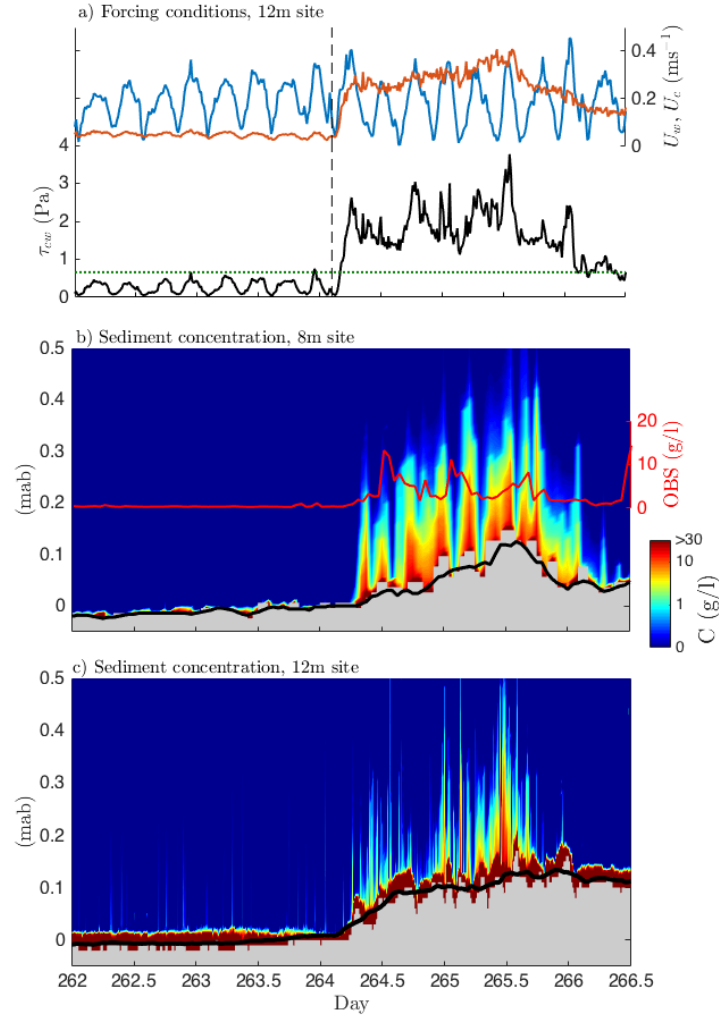 a) Forcing conditions, 12m site
0.4
0.2
0
U_w, U_c (ms⁻¹)
4
3
2
1
0
τ_cw (Pa)
b) Sediment concentration, 8m site
0.5
0.4
0.3
0.2
0.1
0
(mab)
20
10
0
OBS (g/l)
>30
10
1
0
C (g/l)
c) Sediment concentration, 12m site
0.5
0.4
0.3
0.2
0.1
0
(mab)
262 262.5 263 263.5 264 264.5 265 265.5 266 266.5
Day